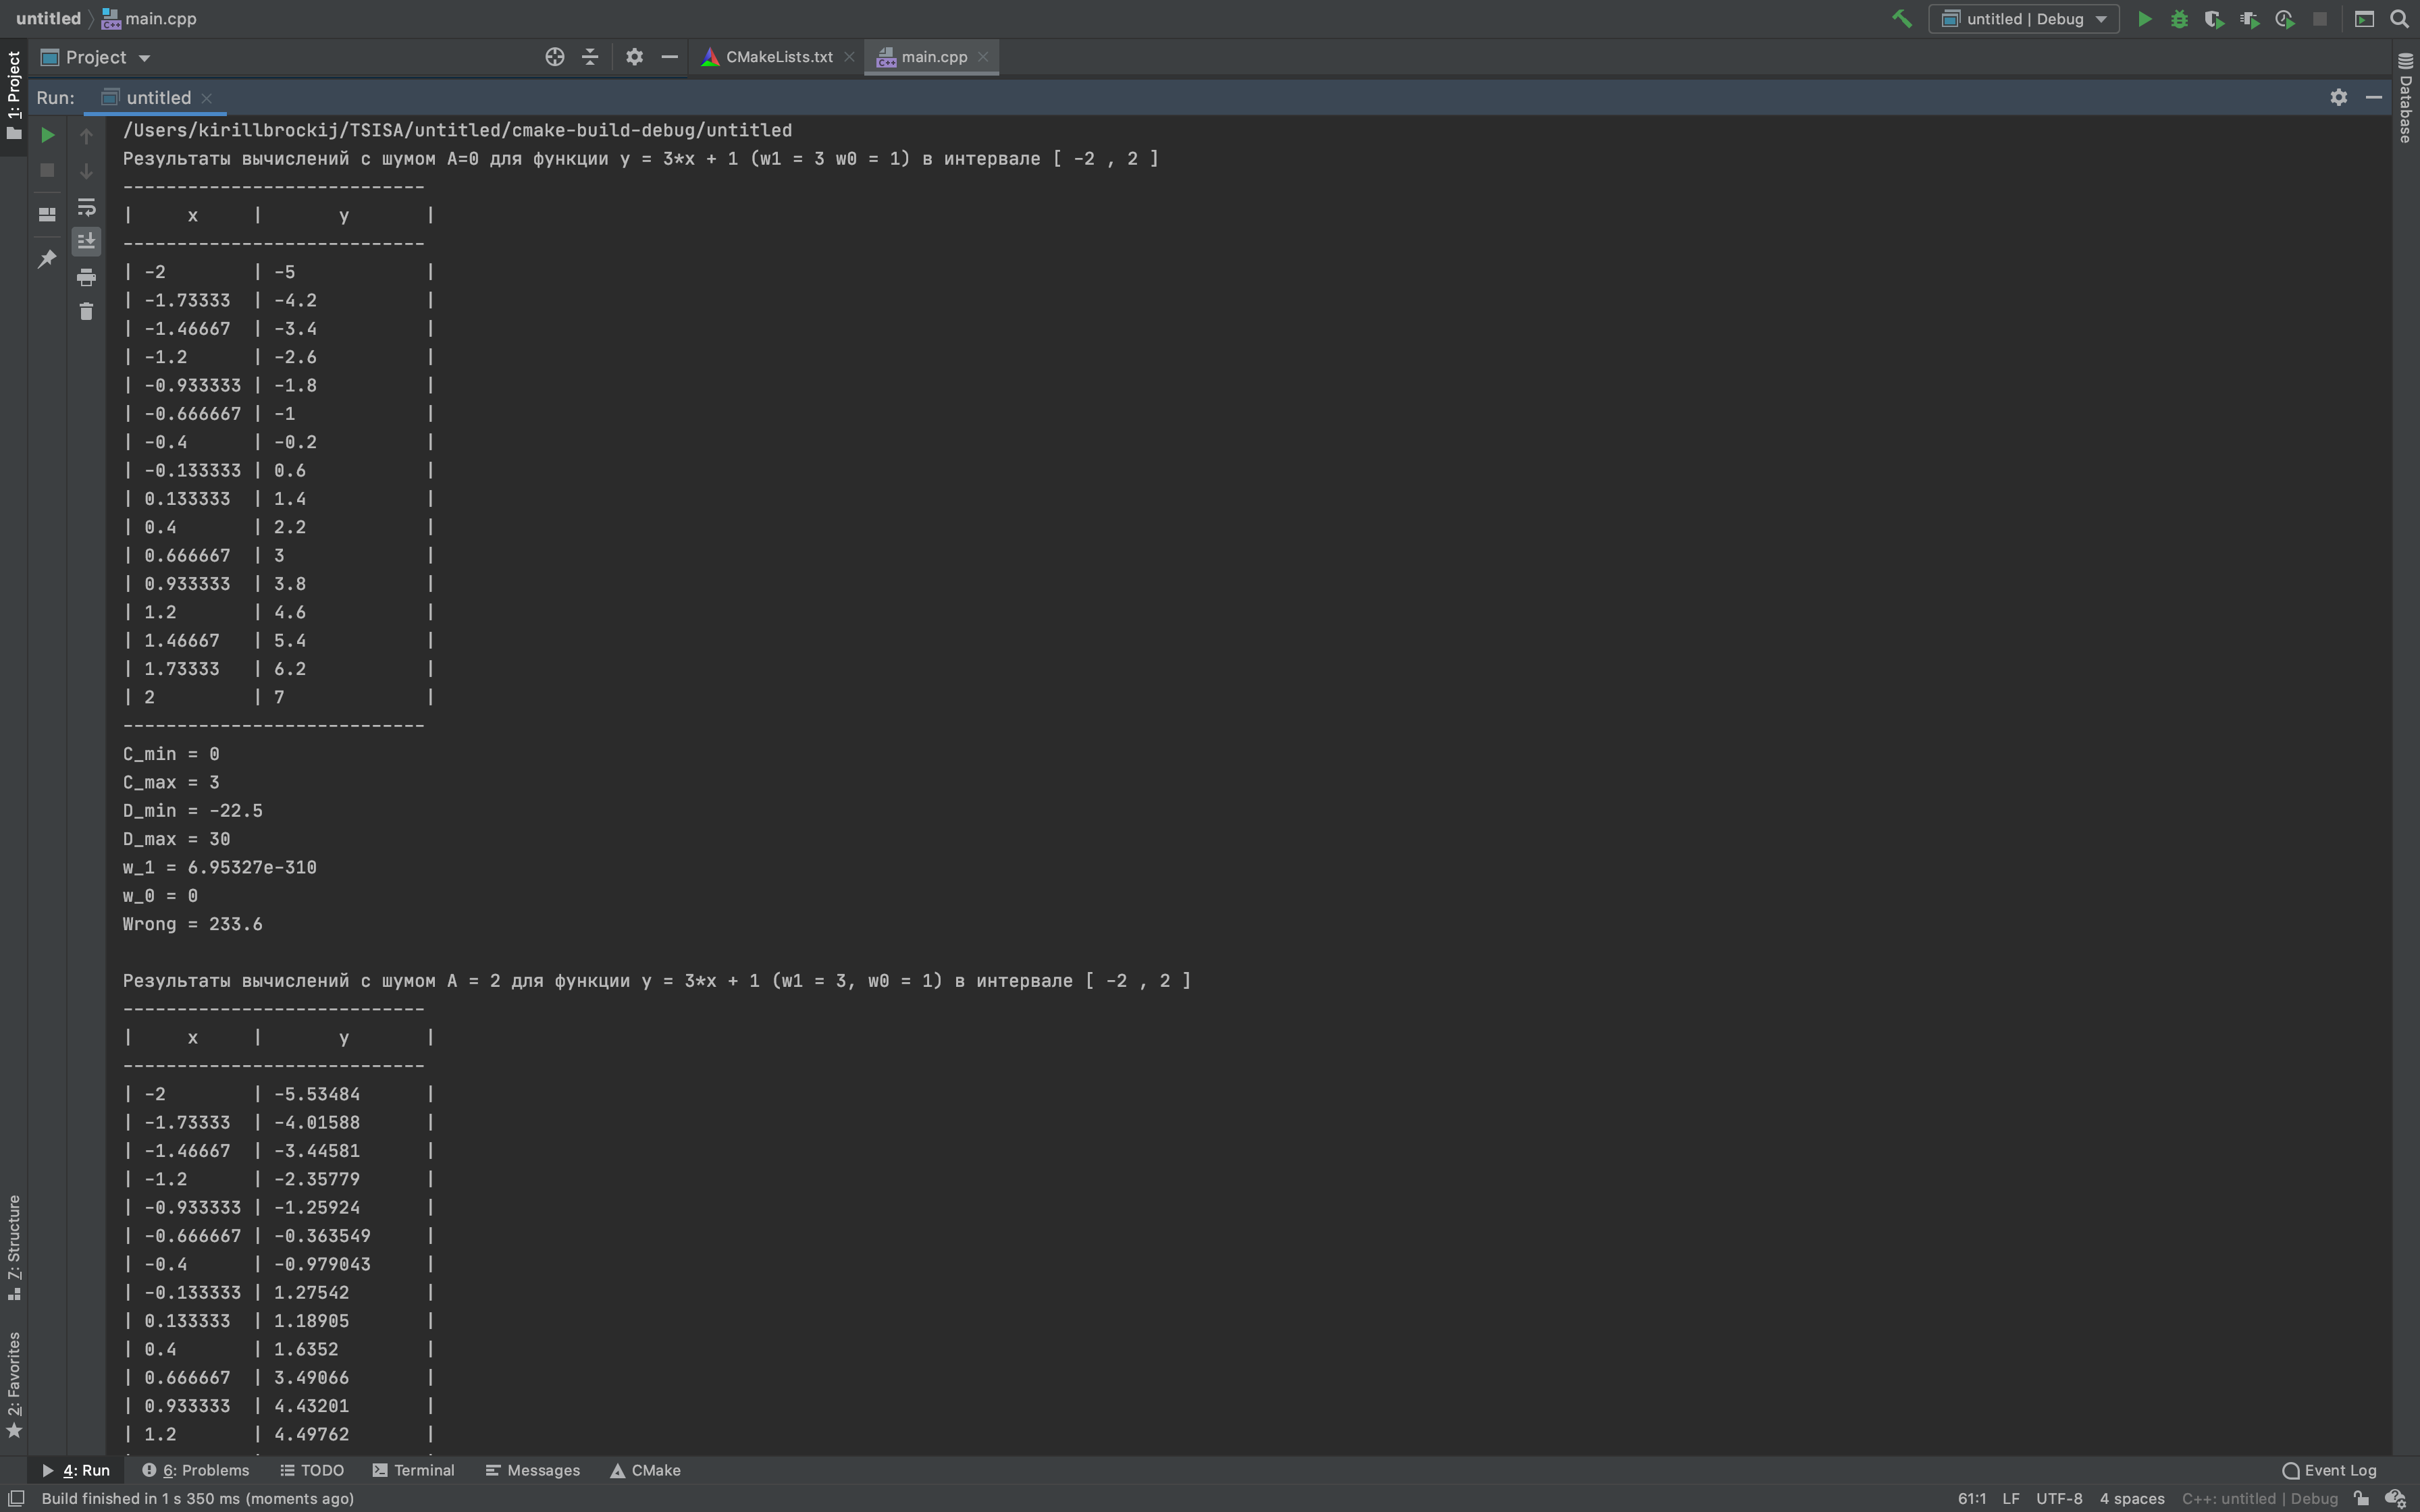 untitled main.cpp
untitled | Debug
Project
CMakeLists.txt
main.cpp
1: Project
Database
Run: untitled
/Users/kirillbrockij/TSISA/untitled/cmake-build-debug/untitled
Результаты вычислений с шумом A=0 для функции y = 3*x + 1 (w1 = 3 w0 = 1) в интервале [ -2 , 2 ]
----------------------------
|     x     |       y       |
----------------------------
| -2        | -5            |
| -1.73333  | -4.2          |
| -1.46667  | -3.4          |
| -1.2      | -2.6          |
| -0.933333 | -1.8          |
| -0.666667 | -1            |
| -0.4      | -0.2          |
| -0.133333 | 0.6           |
| 0.133333  | 1.4           |
| 0.4       | 2.2           |
| 0.666667  | 3             |
| 0.933333  | 3.8           |
| 1.2       | 4.6           |
| 1.46667   | 5.4           |
| 1.73333   | 6.2           |
| 2         | 7             |
----------------------------
C_min = 0
C_max = 3
D_min = -22.5
D_max = 30
w_1 = 6.95327e-310
w_0 = 0
Wrong = 233.6
Результаты вычислений с шумом A = 2 для функции y = 3*x + 1 (w1 = 3, w0 = 1) в интервале [ -2 , 2 ]
----------------------------
|     x     |       y       |
----------------------------
| -2        | -5.53484      |
| -1.73333  | -4.01588      |
| -1.46667  | -3.44581      |
| -1.2      | -2.35779      |
| -0.933333 | -1.25924      |
| -0.666667 | -0.363549     |
| -0.4      | -0.979043     |
| -0.133333 | 1.27542       |
| 0.133333  | 1.18905       |
| 0.4       | 1.6352        |
| 0.666667  | 3.49066       |
| 0.933333  | 4.43201       |
| 1.2       | 4.49762       |
7: Structure
2: Favorites
4: Run
6: Problems
TODO
Terminal
Messages
CMake
Event Log
Build finished in 1 s 350 ms (moments ago)
61:1 LF UTF-8 4 spaces C++: untitled | Debug